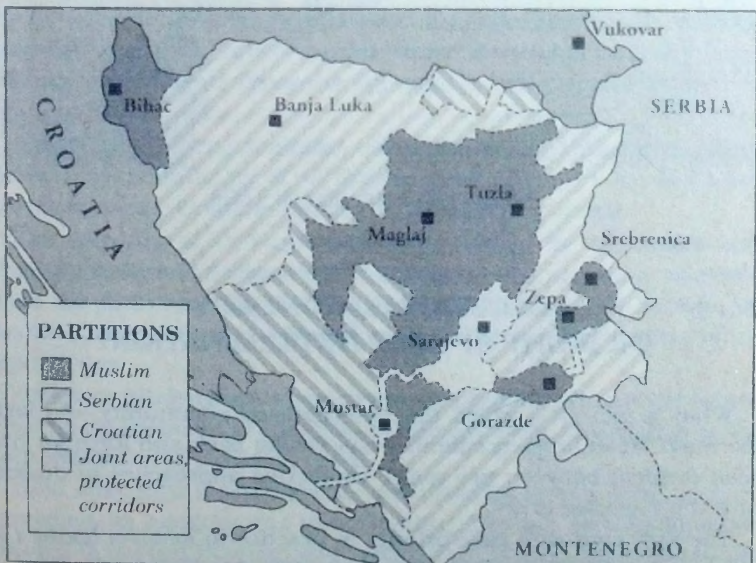 Vukovar
Bihac
Banja Luka
SERBIA
CROATIA
Tuzla
Maglaj
Srebrenica
Zepa
Sarajevo
PARTITIONS
Muslim
Serbian
Croatian
Joint areas,
protected
corridors
Mostar
Gorazde
MONTENEGRO